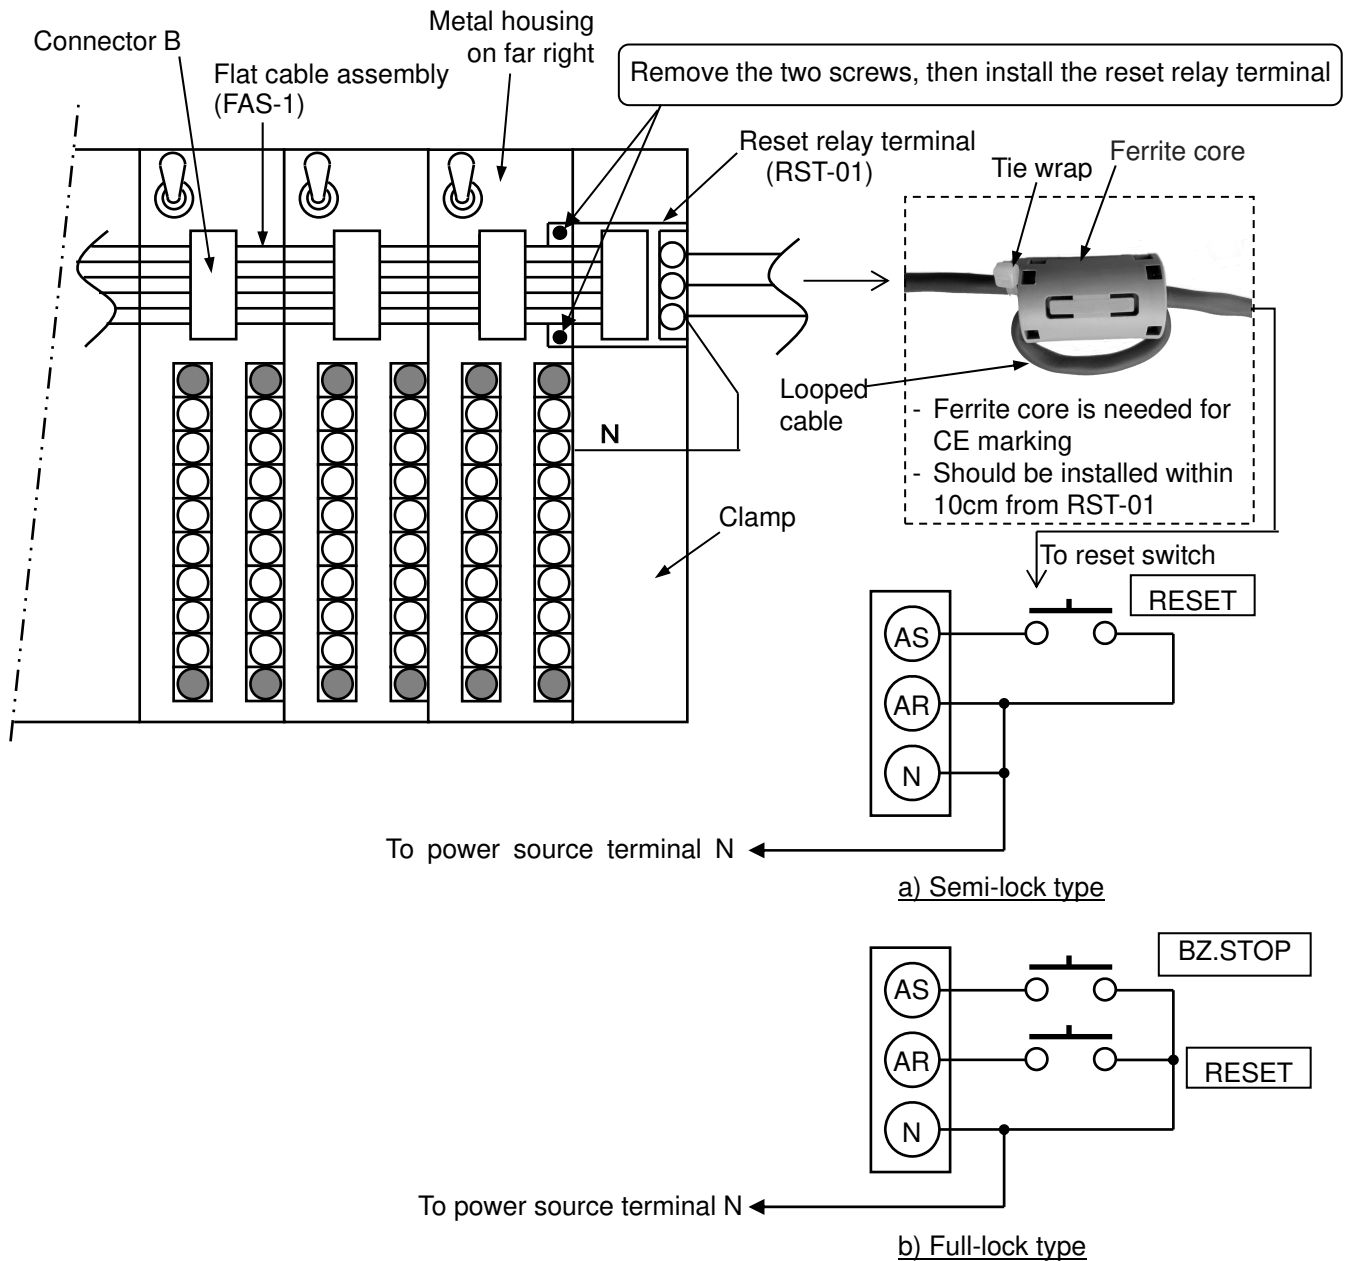 Metal housing
on far right
Connector B
Flat cable assembly
(FAS-1)
Remove the two screws, then install the reset relay terminal
Reset relay terminal
(RST-01)
Tie wrap
Ferrite core
Looped
cable
- Ferrite core is needed for
CE marking
- Should be installed within
10cm from RST-01
N
Clamp
To reset switch
RESET
AS
AR
N
To power source terminal N
a) Semi-lock type
BZ.STOP
AS
AR
RESET
N
To power source terminal N
b) Full-lock type